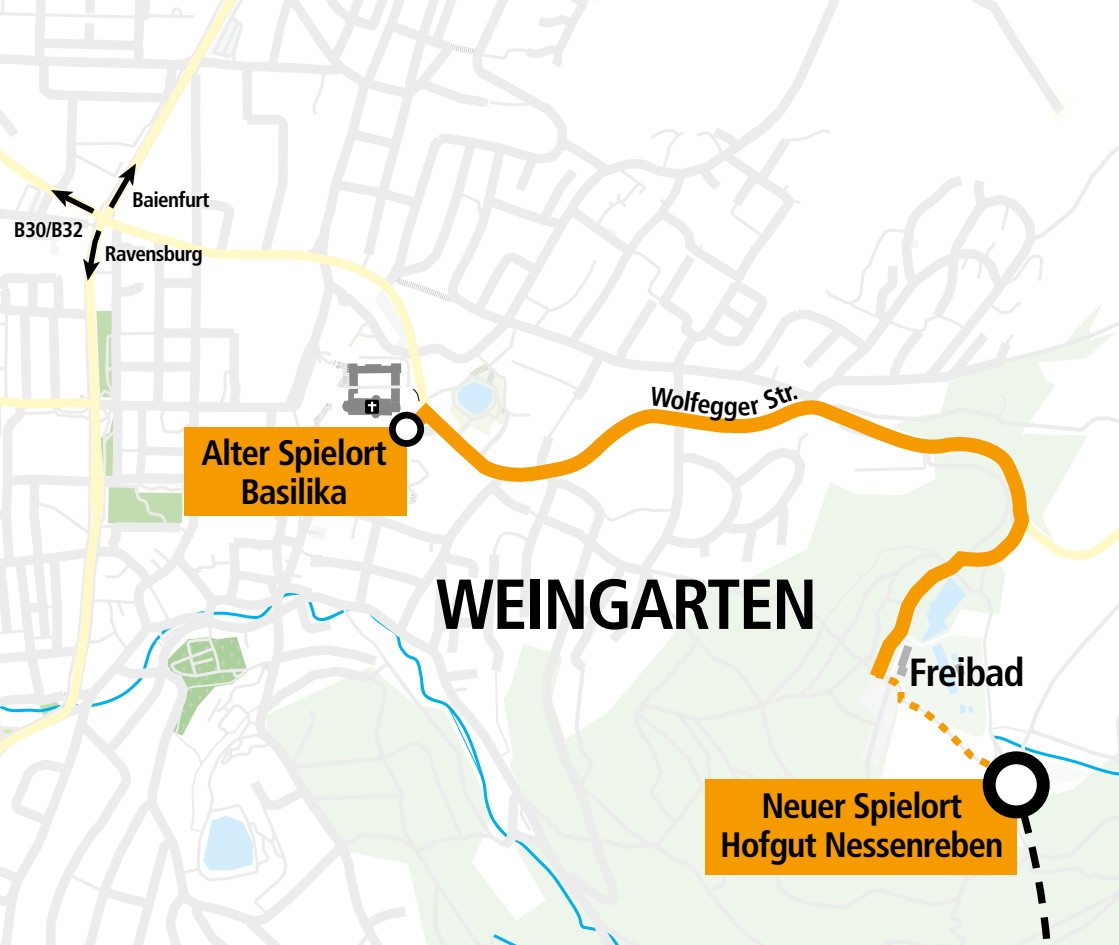 Baienfurt
B30/B32
Ravensburg
Wolfegger Str.
Alter Spielort
Basilika
WEINGARTEN
Freibad
Neuer Spielort
Hofgut Nessenreben